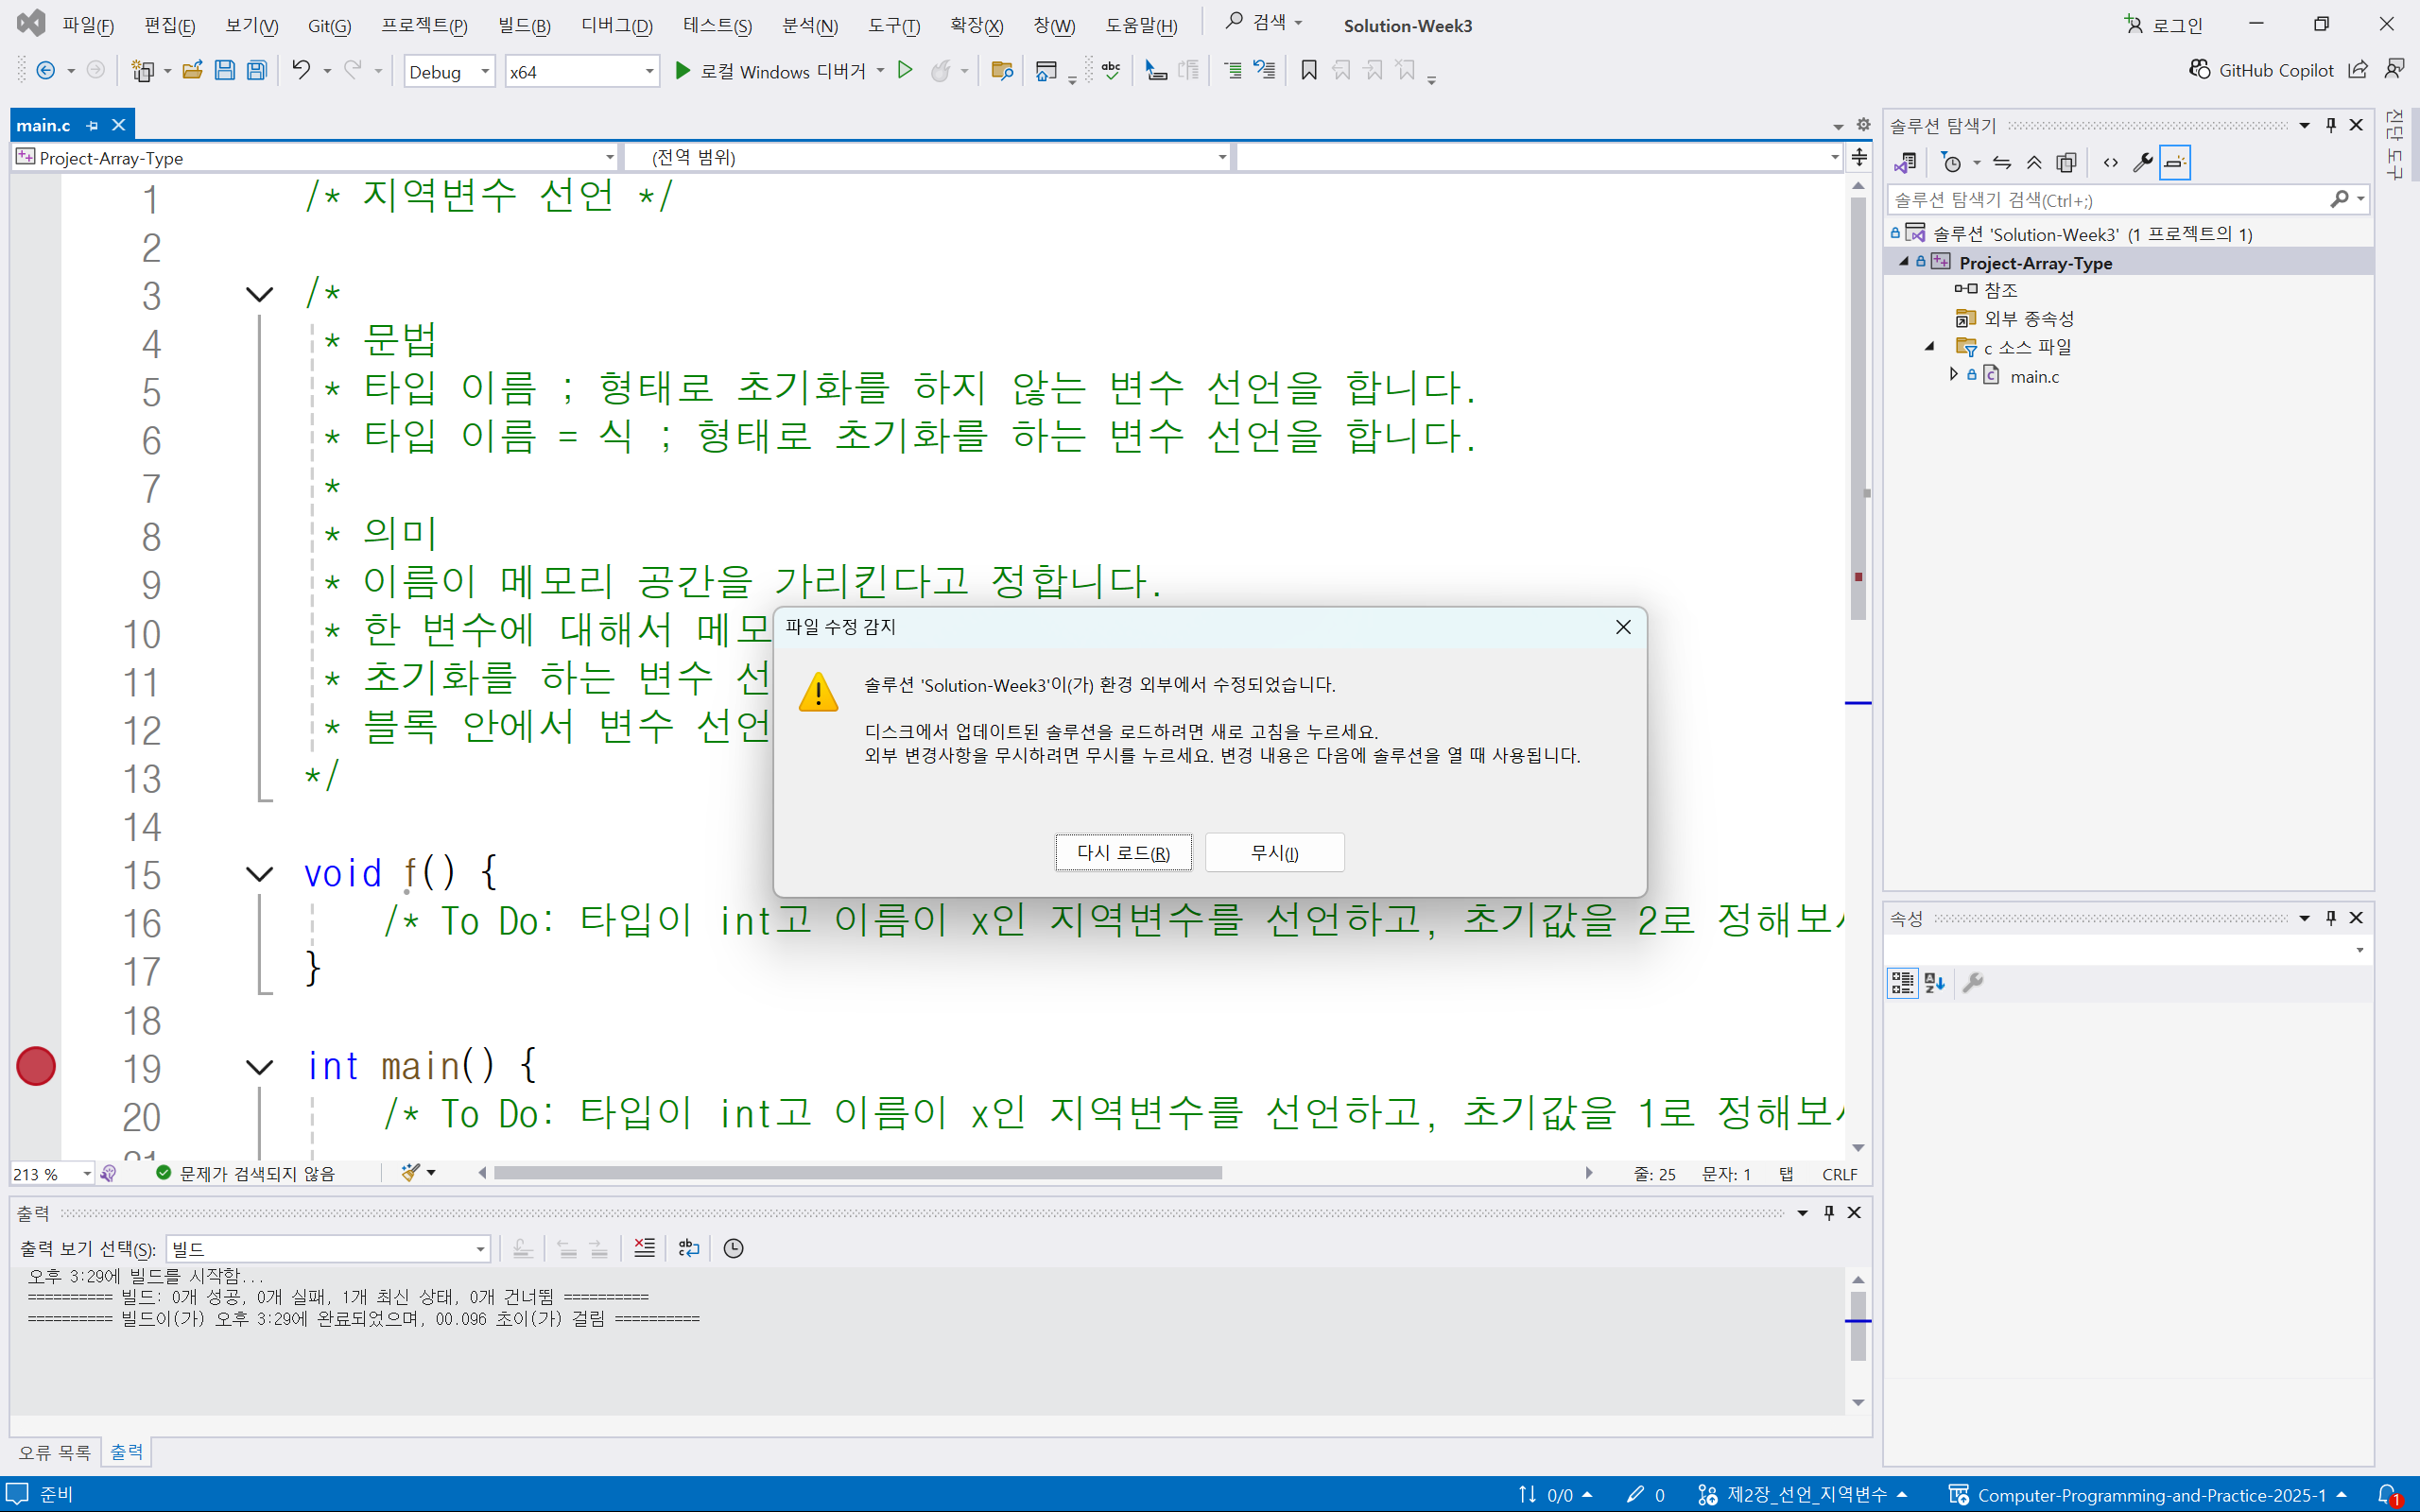 파일(F) 편집(E) 보기(V) Git(G) 프로젝트(P) 빌드(B) 디버그(D) 테스트(S) 분석(N) 도구(T) 확장(X) 창(W) 도움말(H) 검색 Solution-Week3 로그인
Debug x64 로컬 Windows 디버거 abc GitHub Copilot
main.c
Project-Array-Type (전역 범위)
1 /* 지역변수 선언 */
2
3 /*
4 * 문법
5 * 타입 이름 ; 형태로 초기화를 하지 않는 변수 선언을 합니다.
6 * 타입 이름 = 식 ; 형태로 초기화를 하는 변수 선언을 합니다.
7 *
8 * 의미
9 * 이름이 메모리 공간을 가리킨다고 정합니다.
10 * 한 변수에 대해서 메모
11 * 초기화를 하는 변수 선
12 * 블록 안에서 변수 선언
13 */
14
15 void f() {
16 /* To Do: 타입이 int고 이름이 x인 지역변수를 선언하고, 초기값을 2로 정해보
17 }
18
19 int main() {
20 /* To Do: 타입이 int고 이름이 x인 지역변수를 선언하고, 초기값을 1로 정해보
21
파일 수정 감지
솔루션 'Solution-Week3'이(가) 환경 외부에서 수정되었습니다.
디스크에서 업데이트된 솔루션을 로드하려면 새로 고침을 누르세요.
외부 변경사항을 무시하려면 무시를 누르세요. 변경 내용은 다음에 솔루션을 열 때 사용됩니다.
다시 로드(R) 무시(I)
213 % 문제가 검색되지 않음 줄: 25 문자: 1 탭 CRLF
출력
출력 보기 선택(S): 빌드
오후 3:29에 빌드를 시작함...
========== 빌드: 0개 성공, 0개 실패, 1개 최신 상태, 0개 건너뜀 ==========
========== 빌드이(가) 오후 3:29에 완료되었으며, 00.096 초이(가) 걸림 ==========
오류 목록 출력
솔루션 탐색기
솔루션 탐색기 검색(Ctrl+;)
솔루션 'Solution-Week3' (1 프로젝트의 1)
Project-Array-Type
참조
외부 종속성
c 소스 파일
main.c
속성
진단 도구
준비 0/0 0 제2장_선언_지역변수 Computer-Programming-and-Practice-2025-1 1